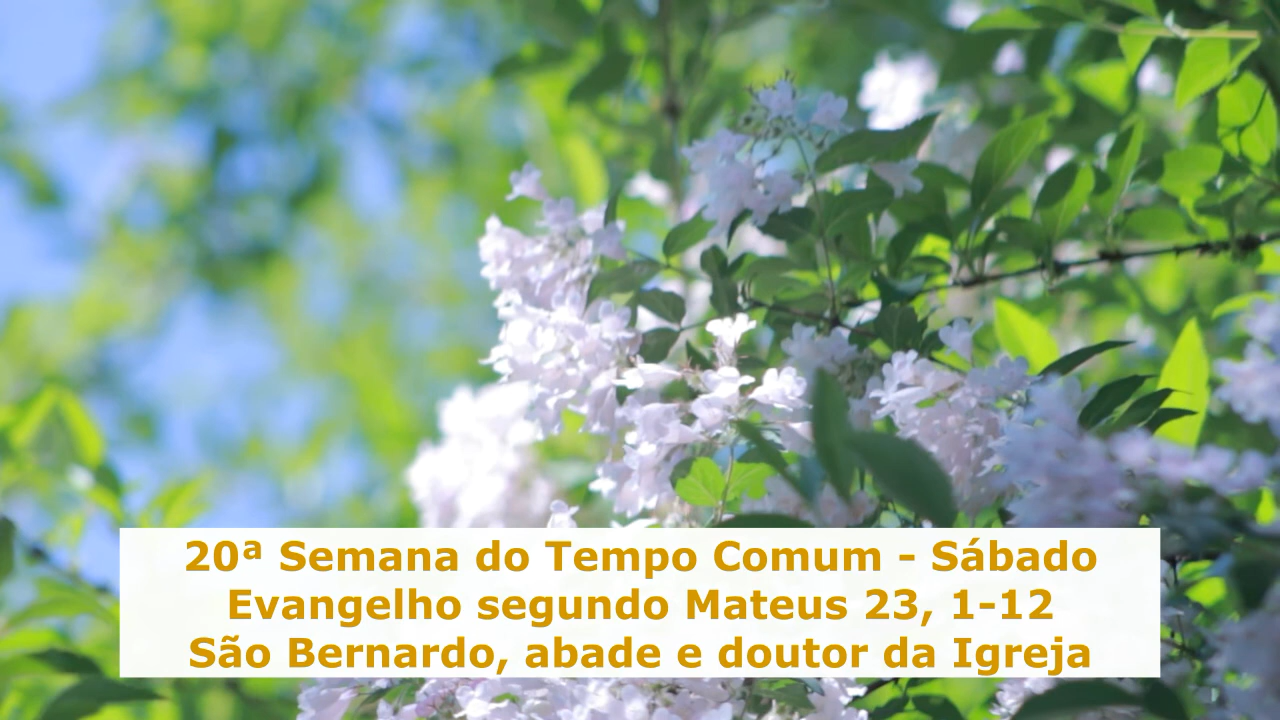 20ª Semana do Tempo Comum - Sábado
Evangelho segundo Mateus 23, 1-12
São Bernardo, abade e doutor da Igreja